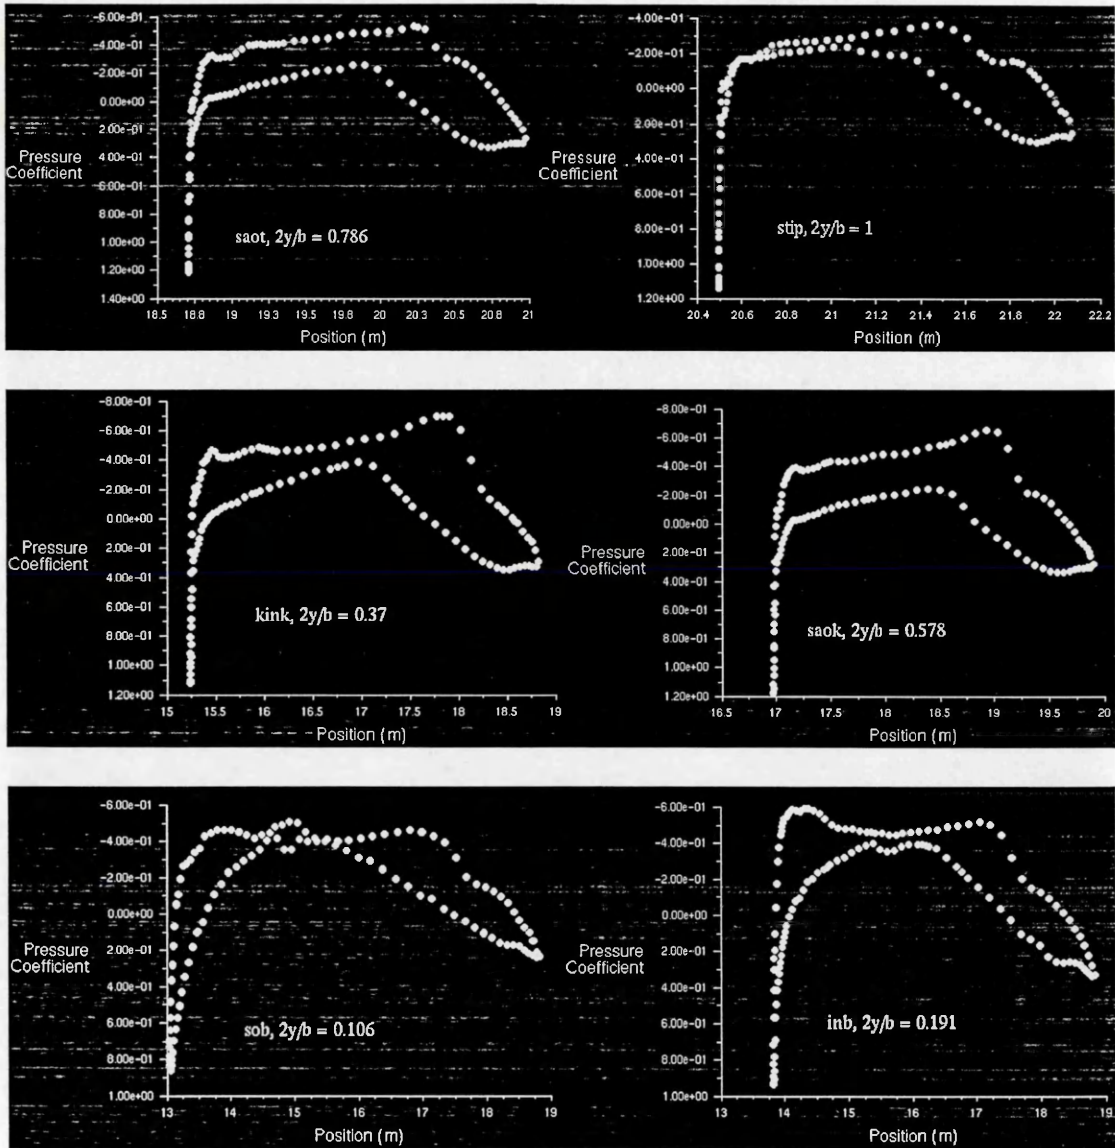 -6.00e-01
-4.00e-01
-2.00e-01
0.00e+00
2.00e-01
4.00e-01
6.00e-01
8.00e-01
1.00e+00
1.20e+00
1.40e+00
Pressure
Coefficient
saot, 2y/b = 0.786
18.5 18.8 19 19.3 19.5 19.8 20 20.3 20.5 20.8 21
Position (m)
-4.00e-01
-2.00e-01
0.00e+00
2.00e-01
4.00e-01
6.00e-01
8.00e-01
1.00e+00
1.20e+00
Pressure
Coefficient
stip, 2y/b = 1
20.4 20.6 20.8 21 21.2 21.4 21.6 21.8 22 22.2
Position (m)
-8.00e-01
-6.00e-01
-4.00e-01
-2.00e-01
0.00e+00
2.00e-01
4.00e-01
6.00e-01
8.00e-01
1.00e+00
1.20e+00
Pressure
Coefficient
kink, 2y/b = 0.37
15 15.5 16 16.5 17 17.5 18 18.5 19
Position (m)
-8.00e-01
-6.00e-01
-4.00e-01
-2.00e-01
0.00e+00
2.00e-01
4.00e-01
6.00e-01
8.00e-01
1.00e+00
1.20e+00
Pressure
Coefficient
saok, 2y/b = 0.578
16.5 17 17.5 18 18.5 19 19.5 20
Position (m)
-6.00e-01
-4.00e-01
-2.00e-01
0.00e+00
2.00e-01
4.00e-01
6.00e-01
8.00e-01
1.00e+00
Pressure
Coefficient
sob, 2y/b = 0.106
13 14 15 16 17 18 19
Position (m)
-6.00e-01
-4.00e-01
-2.00e-01
0.00e+00
2.00e-01
4.00e-01
6.00e-01
8.00e-01
1.00e+00
Pressure
Coefficient
inb, 2y/b = 0.191
13 14 15 16 17 18 19
Position (m)